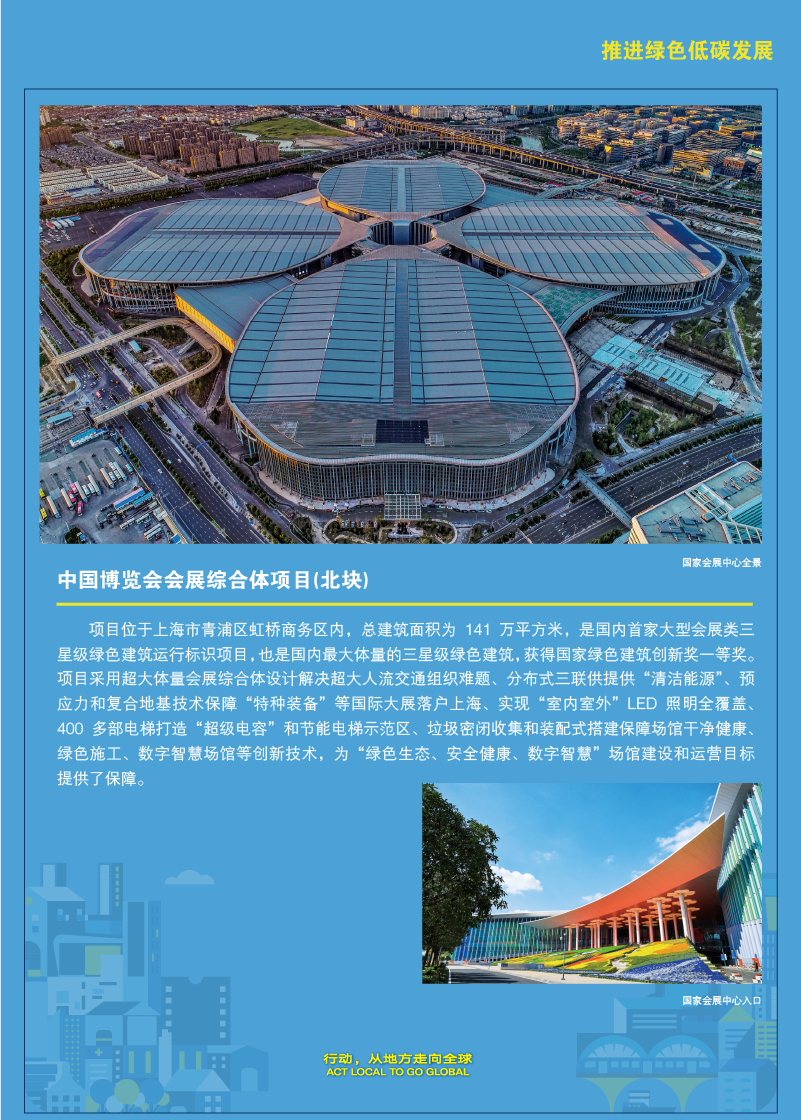 推进绿色低碳发展
国家会展中心全景
中国博览会会展综合体项目(北块)
项目位于上海市青浦区虹桥商务区内，总建筑面积为 141 万平方米，是国内首家大型会展类三
星级绿色建筑运行标识项目，也是国内最大体量的三星级绿色建筑，获得国家绿色建筑创新奖一等奖。
项目采用超大体量会展综合体设计解决超大人流交通组织难题、分布式三联供提供“清洁能源”、预
应力和复合地基技术保障“特种装备”等国际大展落户上海、实现“室内室外”LED 照明全覆盖、
400 多部电梯打造“超级电容”和节能电梯示范区、垃圾密闭收集和装配式搭建保障场馆干净健康、
绿色施工、数字智慧场馆等创新技术，为“绿色生态、安全健康、数字智慧”场馆建设和运营目标
提供了保障。
国家会展中心入口
行动，从地方走向全球
ACT LOCAL TO GO GLOBAL